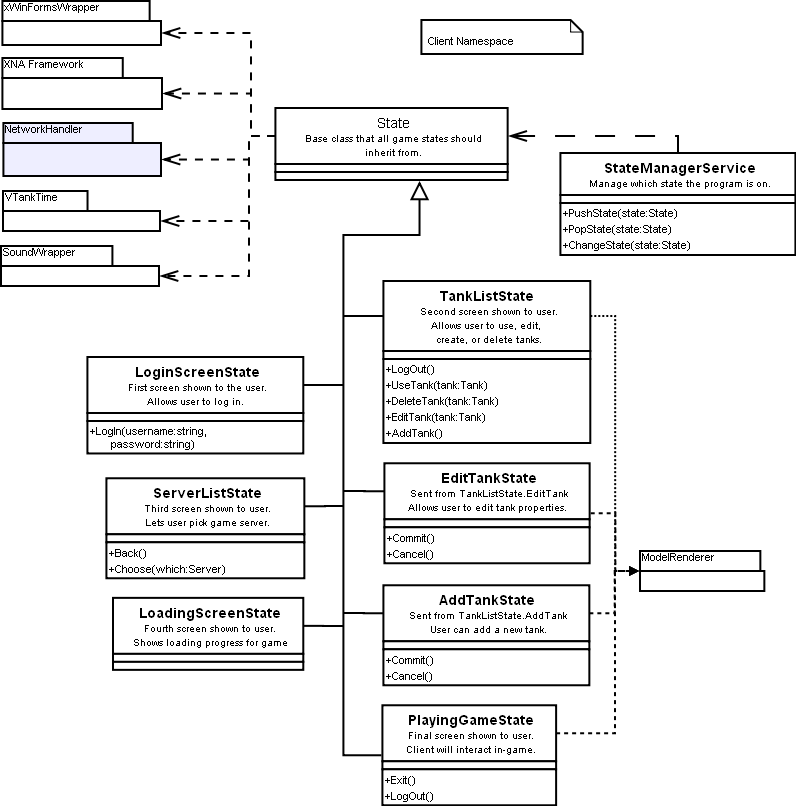 xWinFormsWrapper
XNA Framework
NetworkHandler
VTankTime
SoundWrapper
Client Namespace
State
Base class that all game states should
inherit from.
StateManagerService
Manage which state the program is on.
+PushState(state:State)
+PopState(state:State)
+ChangeState(state:State)
TankListState
Second screen shown to user.
Allows user to use, edit,
create, or delete tanks.
+LogOut()
+UseTank(tank:Tank)
+DeleteTank(tank:Tank)
+EditTank(tank:Tank)
+AddTank()
LoginScreenState
First screen shown to the user.
Allows user to log in.
+LogIn(username:string,
password:string)
ServerListState
Third screen shown to user.
Lets user pick game server.
+Back()
+Choose(which:Server)
EditTankState
Sent from TankListState.EditTank
Allows user to edit tank properties.
+Commit()
+Cancel()
ModelRenderer
LoadingScreenState
Fourth screen shown to user.
Shows loading progress for game
AddTankState
Sent from TankListState.AddTank
User can add a new tank.
+Commit()
+Cancel()
PlayingGameState
Final screen shown to user.
Client will interact in-game.
+Exit()
+LogOut()